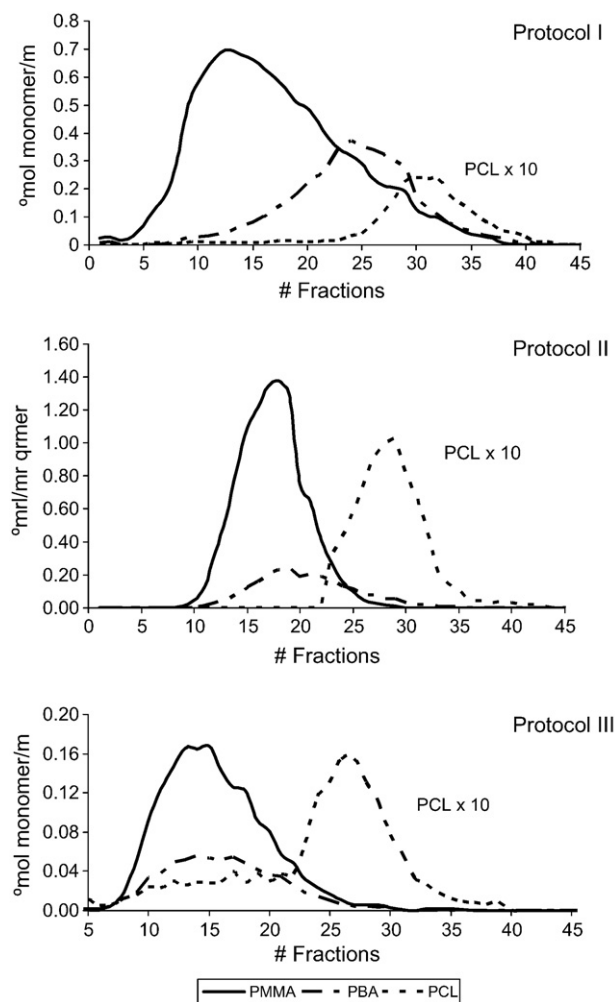 Protocol I
0.8
0.7
0.6
0.5
0.4
0.3
0.2
0.1
0
ºmol monomer/m
PCL x 10
0 5 10 15 20 25 30 35 40 45
# Fractions
Protocol II
1.60
1.40
1.20
1.00
0.80
0.60
0.40
0.20
0.00
ºmrl/mr qrmer
PCL x 10
0 5 10 15 20 25 30 35 40 45
# Fractions
Protocol III
0.20
0.16
0.12
0.08
0.04
0.00
ºmol monomer/m
PCL x 10
5 10 15 20 25 30 35 40 45
# Fractions
PMMA PBA PCL